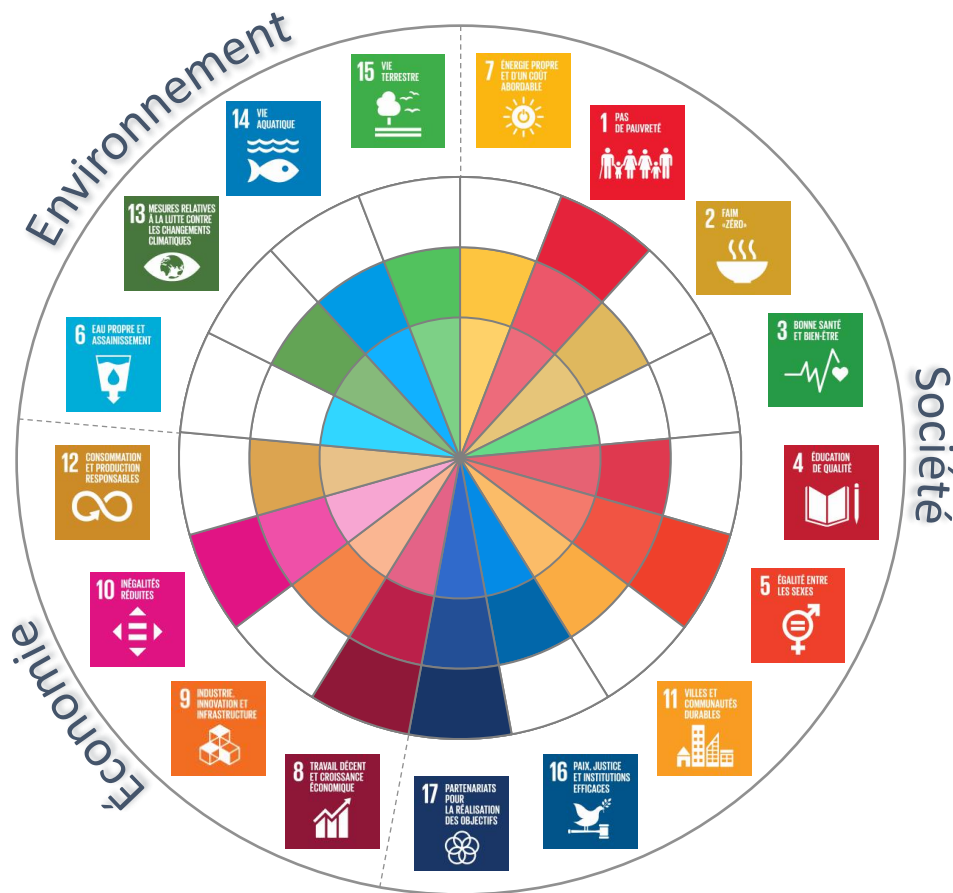 Environnement
15 VIE
TERRESTRE
7 ÉNERGIE PROPRE
ET D'UN COÛT
ABORDABLE
14 VIE
AQUATIQUE
1 PAS
DE PAUVRETÉ
13 MESURES RELATIVES
À LA LUTTE CONTRE
LES CHANGEMENTS
CLIMATIQUES
2 FAIM
«ZÉRO»
6 EAU PROPRE ET
ASSAINISSEMENT
3 BONNE SANTÉ
ET BIEN-ÊTRE
Société
12 CONSOMMATION
ET PRODUCTION
RESPONSABLES
4 ÉDUCATION
DE QUALITÉ
10 INÉGALITÉS
RÉDUITES
5 ÉGALITÉ ENTRE
LES SEXES
Économie
9 INDUSTRIE,
INNOVATION ET
INFRASTRUCTURE
11 VILLES ET
COMMUNAUTÉS
DURABLES
8 TRAVAIL DÉCENT
ET CROISSANCE
ÉCONOMIQUE
17 PARTENARIATS
POUR
LA RÉALISATION
DES OBJECTIFS
16 PAIX, JUSTICE
ET INSTITUTIONS
EFFICACES